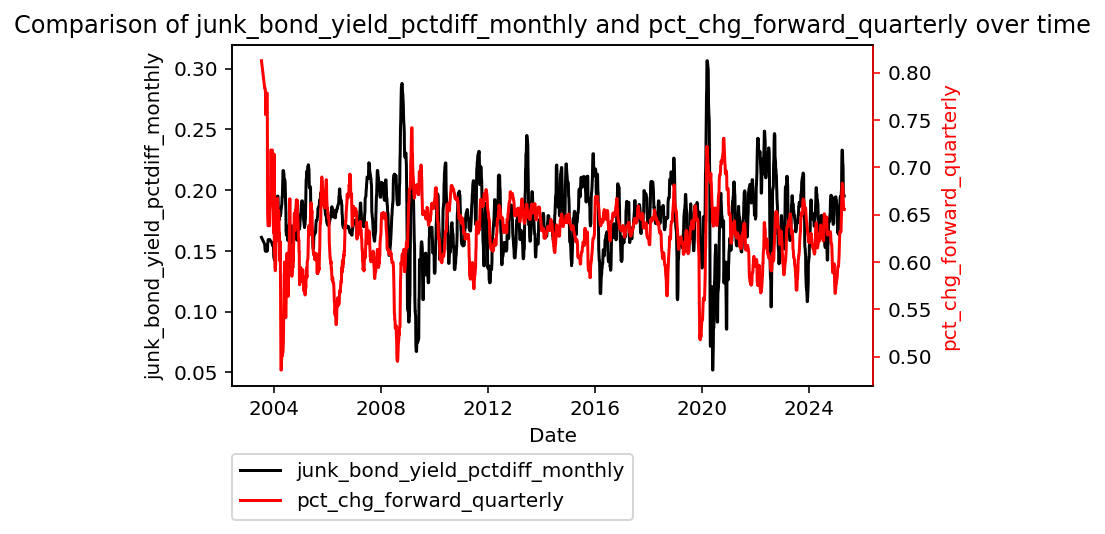 Comparison of junk_bond_yield_pctdiff_monthly and pct_chg_forward_quarterly over time
junk_bond_yield_pctdiff_monthly
0.30
0.25
0.20
0.15
0.10
0.05
0.80
0.75
0.70
0.65
0.60
0.55
0.50
pct_chg_forward_quarterly
2004 2008 2012 2016 2020 2024
Date
junk_bond_yield_pctdiff_monthly
pct_chg_forward_quarterly